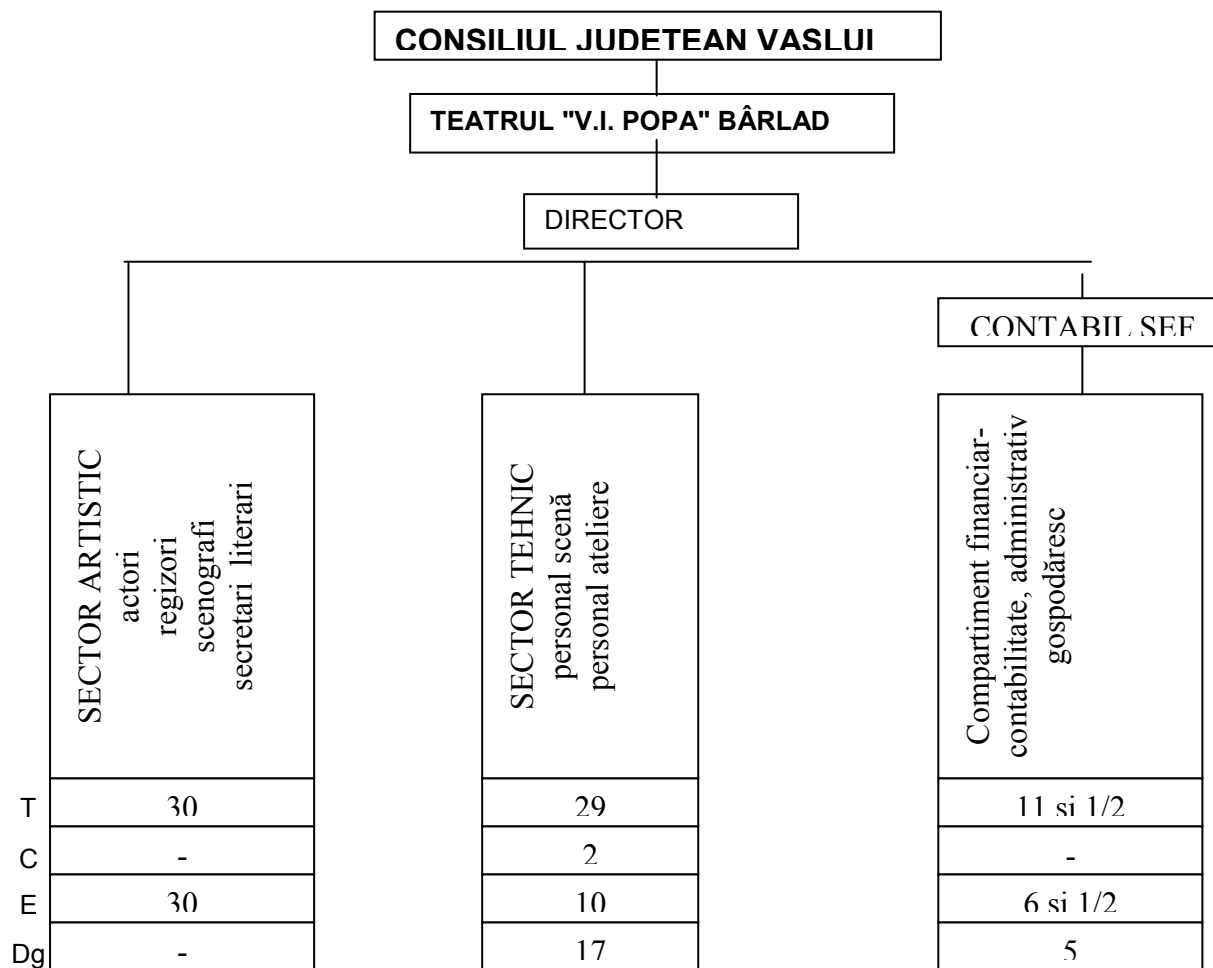 CONSILIUL JUDETEAN VASLUI
TEATRUL "V.I. POPA" BÂRLAD
DIRECTOR
CONTABIL SEF
SECTOR ARTISTIC
actori
regizori
scenografi
secretari literari
SECTOR TEHNIC
personal scenă
personal ateliere
Compartiment financiar-
contabilitate, administrativ
gospodăresc
T 30 29 11 si 1/2
C - 2 -
E 30 10 6 si 1/2
Dg - 17 5